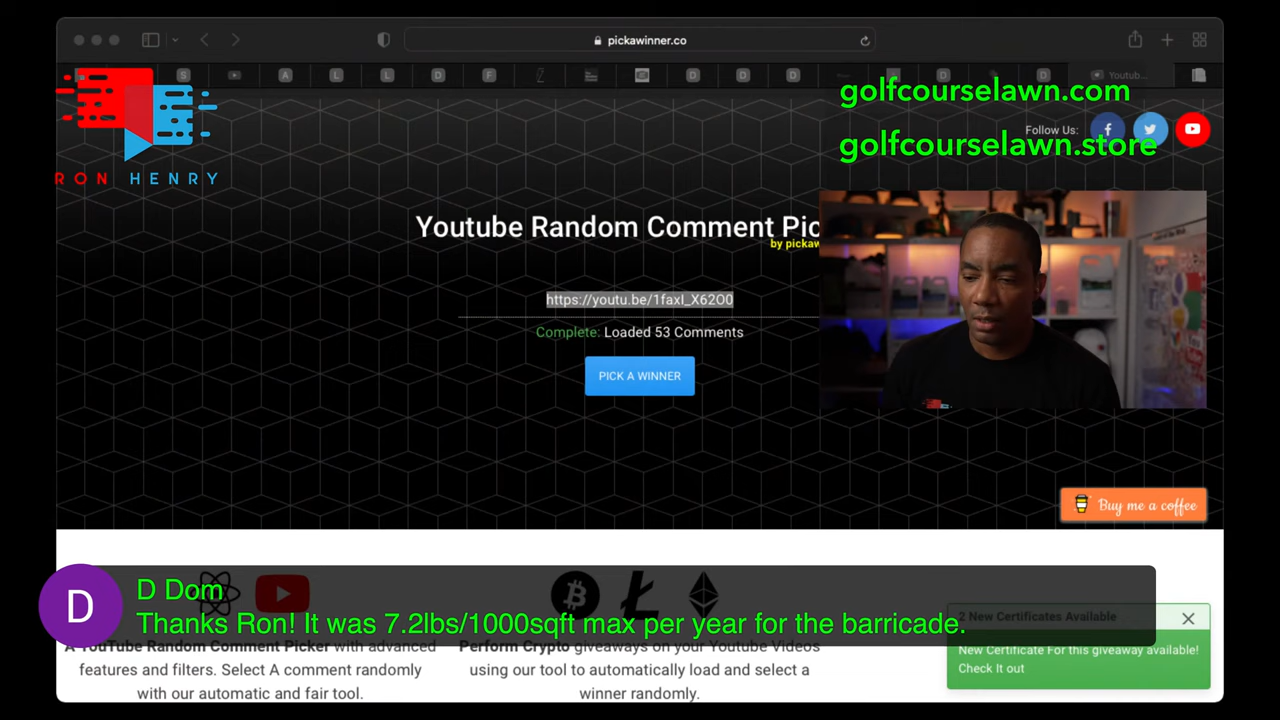 pickawinner.co
S
A
L
L
D
F
Z
D
D
D
D
D
Youtub...
golfcourselawn.com
Follow Us:
golfcourselawn.store
RON HENRY
Youtube Random Comment Pic
by pickaw
https://youtu.be/1faxI_X62O0
Complete: Loaded 53 Comments
PICK A WINNER
Buy me a coffee
D
D Dom
Thanks Ron! It was 7.2lbs/1000sqft max per year for the barricade.
2 New Certificates Available
New Certificate For this giveaway available!
Check It out
A YouTube Random Comment Picker with advanced
features and filters. Select A comment randomly
with our automatic and fair tool.
Perform Crypto giveaways on your Youtube Videos
using our tool to automatically load and select a
winner randomly.